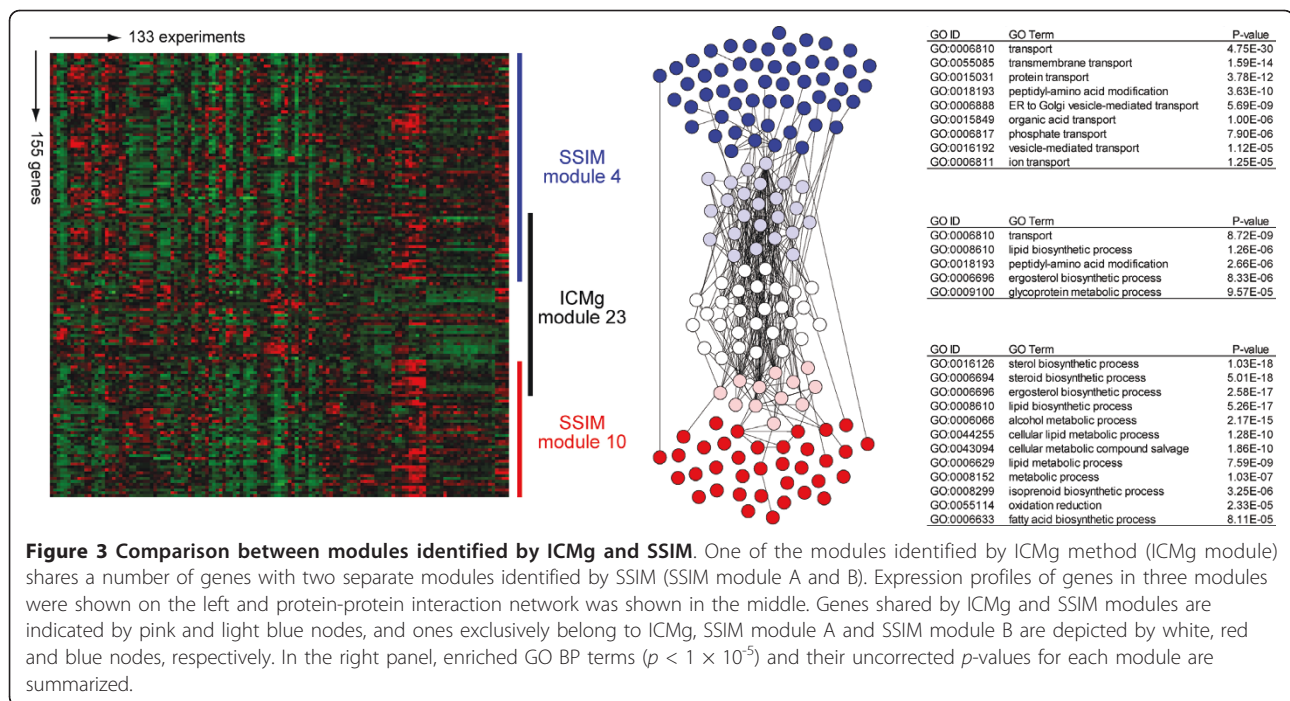 133 experiments
155 genes
SSIM
module 4
ICMg
module 23
SSIM
module 10
GO ID GO Term P-value
GO:0006810 transport 4.75E-30
GO:0055085 transmembrane transport 1.59E-14
GO:0015031 protein transport 3.78E-12
GO:0018193 peptidyl-amino acid modification 3.63E-10
GO:0006888 ER to Golgi vesicle-mediated transport 5.69E-09
GO:0015849 organic acid transport 1.00E-06
GO:0006817 phosphate transport 7.90E-06
GO:0016192 vesicle-mediated transport 1.12E-05
GO:0006811 ion transport 1.25E-05
GO ID GO Term P-value
GO:0006810 transport 8.72E-09
GO:0008610 lipid biosynthetic process 1.26E-06
GO:0018193 peptidyl-amino acid modification 2.66E-06
GO:0006696 ergosterol biosynthetic process 8.33E-06
GO:0009100 glycoprotein metabolic process 9.57E-05
GO ID GO Term P-value
GO:0016126 sterol biosynthetic process 1.03E-18
GO:0006694 steroid biosynthetic process 5.01E-18
GO:0006696 ergosterol biosynthetic process 2.58E-17
GO:0008610 lipid biosynthetic process 5.26E-17
GO:0006066 alcohol metabolic process 2.17E-15
GO:0044255 cellular lipid metabolic process 1.28E-10
GO:0043094 cellular metabolic compound salvage 1.86E-10
GO:0006629 lipid metabolic process 7.59E-09
GO:0008152 metabolic process 1.03E-07
GO:0008299 isoprenoid biosynthetic process 3.25E-06
GO:0055114 oxidation reduction 2.33E-05
GO:0006633 fatty acid biosynthetic process 8.11E-05
Figure 3 Comparison between modules identified by ICMg and SSIM. One of the modules identified by ICMg method (ICMg module)
shares a number of genes with two separate modules identified by SSIM (SSIM module A and B). Expression profiles of genes in three modules
were shown on the left and protein-protein interaction network was shown in the middle. Genes shared by ICMg and SSIM modules are
indicated by pink and light blue nodes, and ones exclusively belong to ICMg, SSIM module A and SSIM module B are depicted by white, red
and blue nodes, respectively. In the right panel, enriched GO BP terms (p < 1 × 10⁻⁵) and their uncorrected p-values for each module are
summarized.